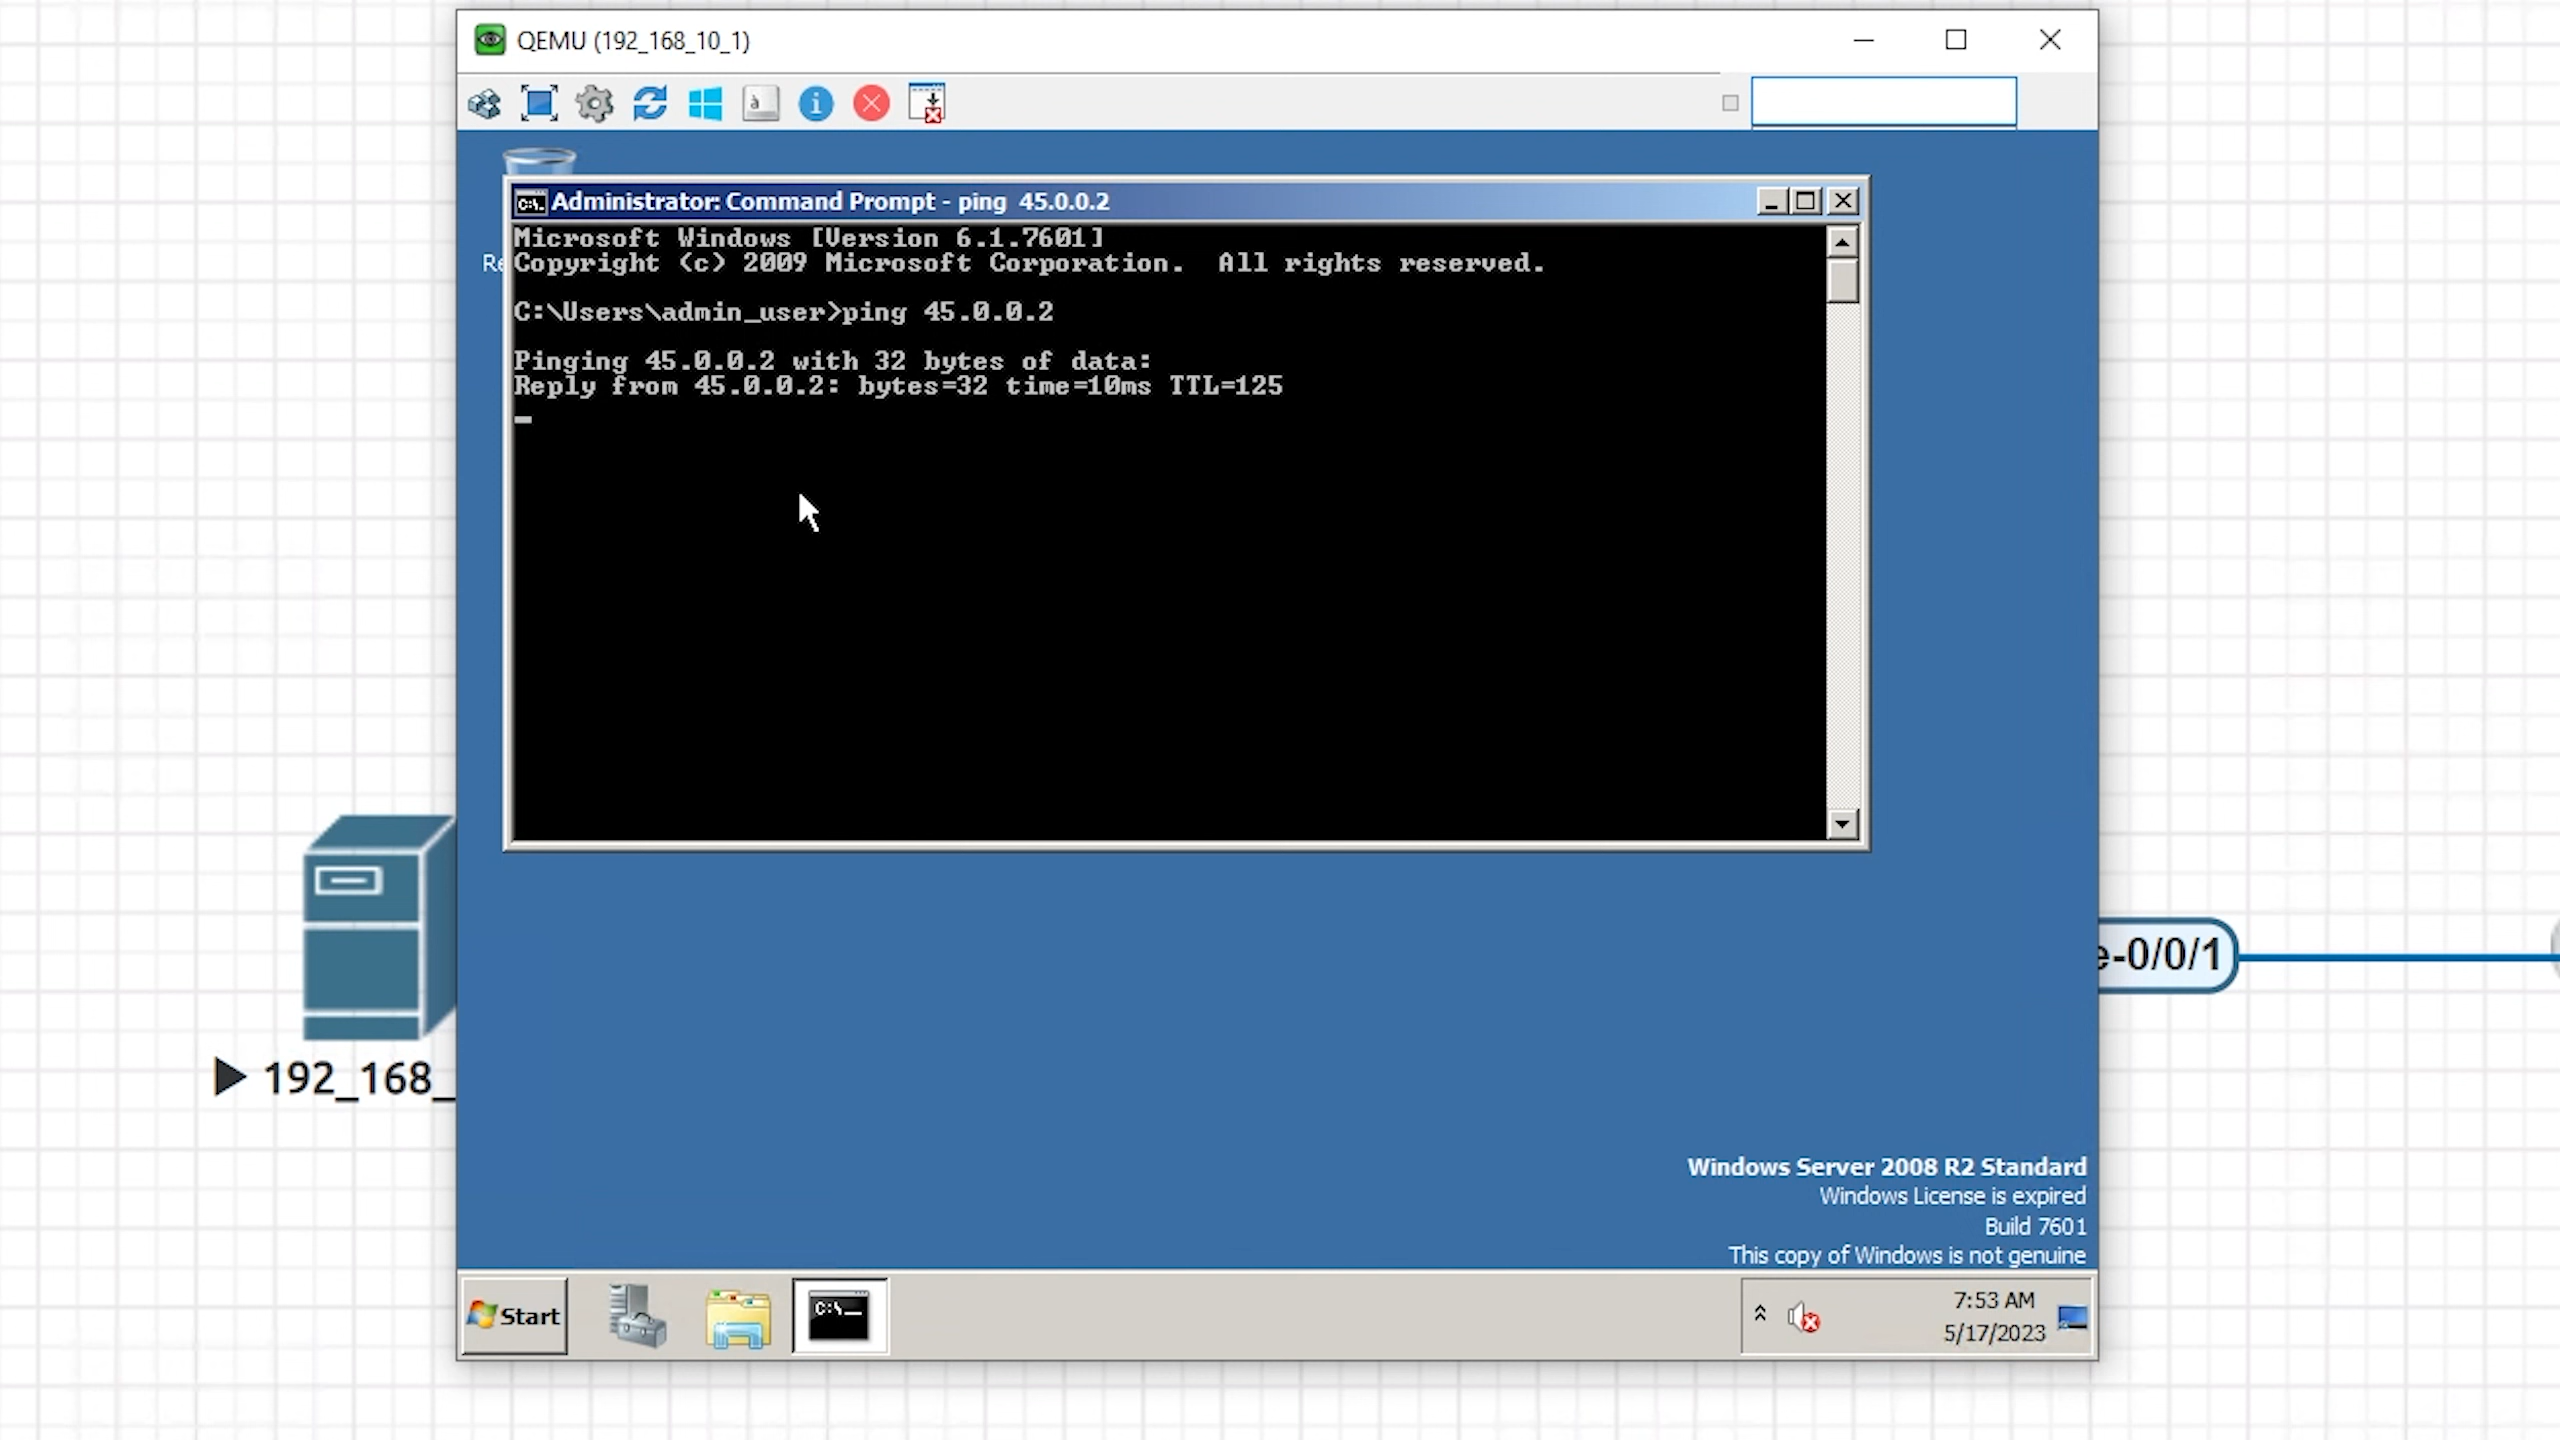 QEMU (192_168_10_1)
Administrator: Command Prompt - ping 45.0.0.2
Microsoft Windows [Version 6.1.7601]
Re
Copyright (c) 2009 Microsoft Corporation. All rights reserved.
C:\Users\admin_user>ping 45.0.0.2
Pinging 45.0.0.2 with 32 bytes of data:
Reply from 45.0.0.2: bytes=32 time=10ms TTL=125
e-0/0/1
192_168_
Windows Server 2008 R2 Standard
Windows License is expired
Build 7601
This copy of Windows is not genuine
Start
C:\_
7:53 AM
5/17/2023